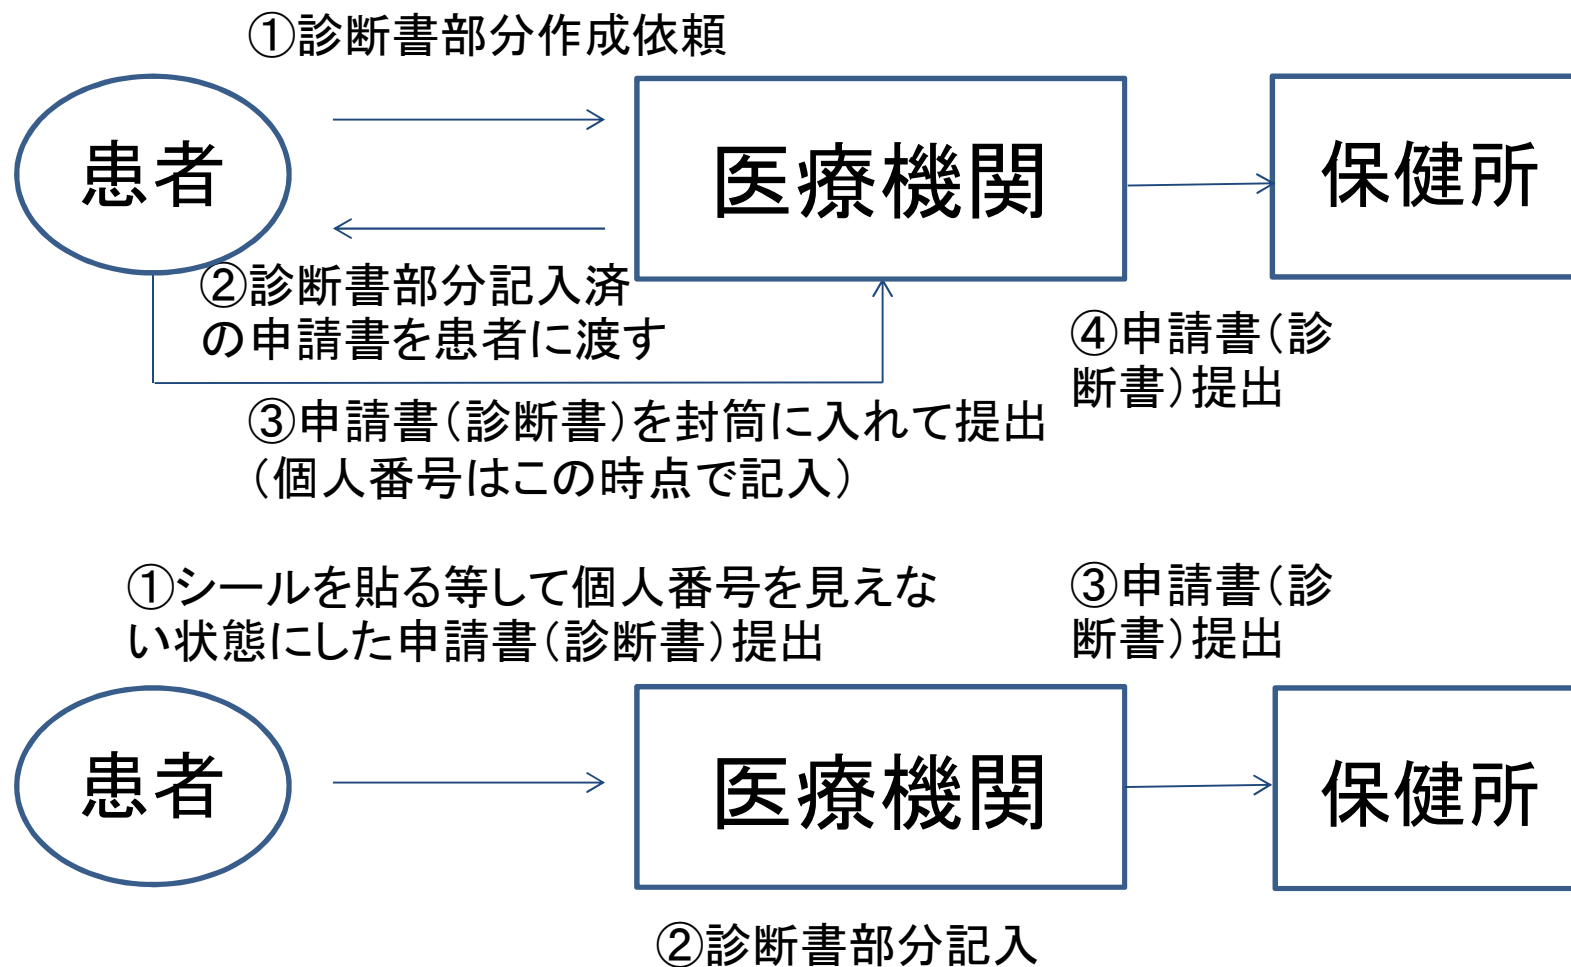 ①診断書部分作成依頼
患者
医療機関
保健所
②診断書部分記入済
の申請書を患者に渡す
④申請書（診
断書）提出
③申請書（診断書）を封筒に入れて提出
（個人番号はこの時点で記入）
①シールを貼る等して個人番号を見えな
い状態にした申請書（診断書）提出
③申請書（診
断書）提出
患者
医療機関
保健所
②診断書部分記入